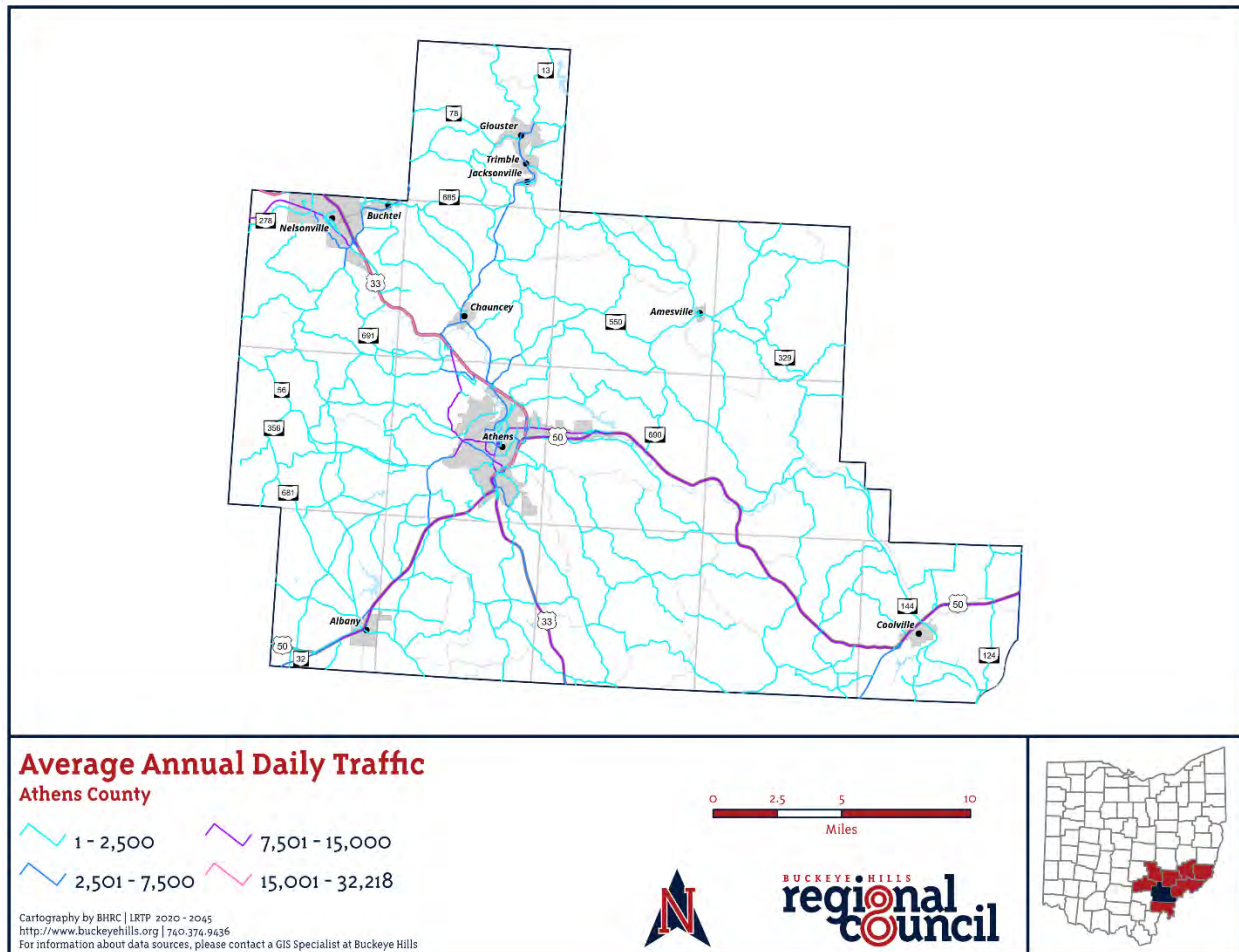 13
78
Glouster
Trimble
Jacksonville
685
Buchtel
278
Nelsonville
33
Chauncey
Amesville
550
691
329
56
356
Athens
50
690
681
144
50
Albany
33
Coolville
50
32
124
Average Annual Daily Traffic
Athens County
1 - 2,500
7,501 - 15,000
2,501 - 7,500
15,001 - 32,218
Cartography by BHRC | LRTP 2020 - 2045
http://www.buckeyehills.org | 740.374.9436
For information about data sources, please contact a GIS Specialist at Buckeye Hills
0 2.5 5 10
Miles
N
BUCKEYE HILLS
regional
council